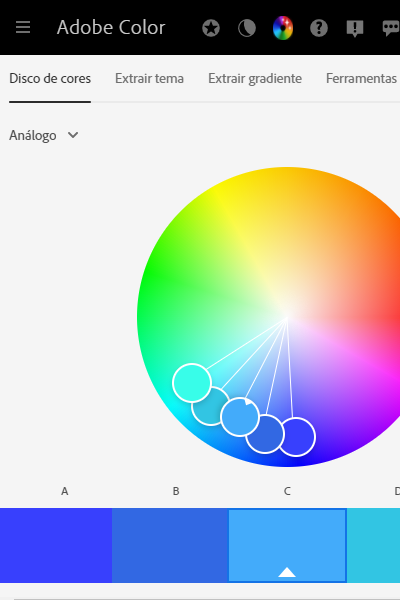 Adobe Color
Disco de cores Extrair tema Extrair gradiente Ferramentas
Análogo
A B C D